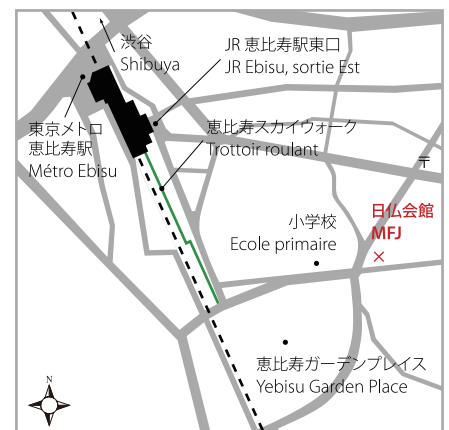 渋谷
Shibuya
JR 恵比寿駅東口
JR Ebisu, sortie Est
東京メトロ
恵比寿駅
Métro Ebisu
恵比寿スカイウォーク
Trottoir roulant
〒
日仏会館
MFJ
×
小学校
Ecole primaire
恵比寿ガーデンプレイス
Yebisu Garden Place
N